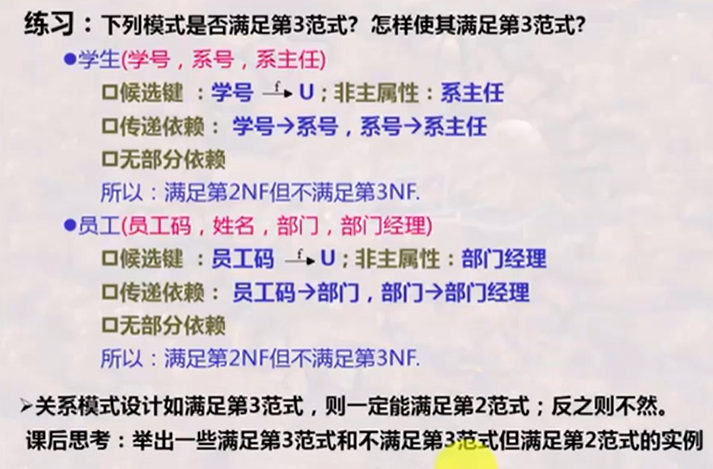 练习：下列模式是否满足第3范式？怎样使其满足第3范式？
●学生(学号，系号，系主任)
□候选键 ：学号 —f→ U；非主属性：系主任
□传递依赖： 学号→系号，系号→系主任
□无部分依赖
所以：满足第2NF但不满足第3NF.
●员工(员工码，姓名，部门，部门经理)
□候选键 ：员工码 —f→ U；非主属性：部门经理
□传递依赖： 员工码→部门，部门→部门经理
□无部分依赖
所以：满足第2NF但不满足第3NF.
➢关系模式设计如满足第3范式，则一定能满足第2范式；反之则不然。
课后思考：举出一些满足第3范式和不满足第3范式但满足第2范式的实例